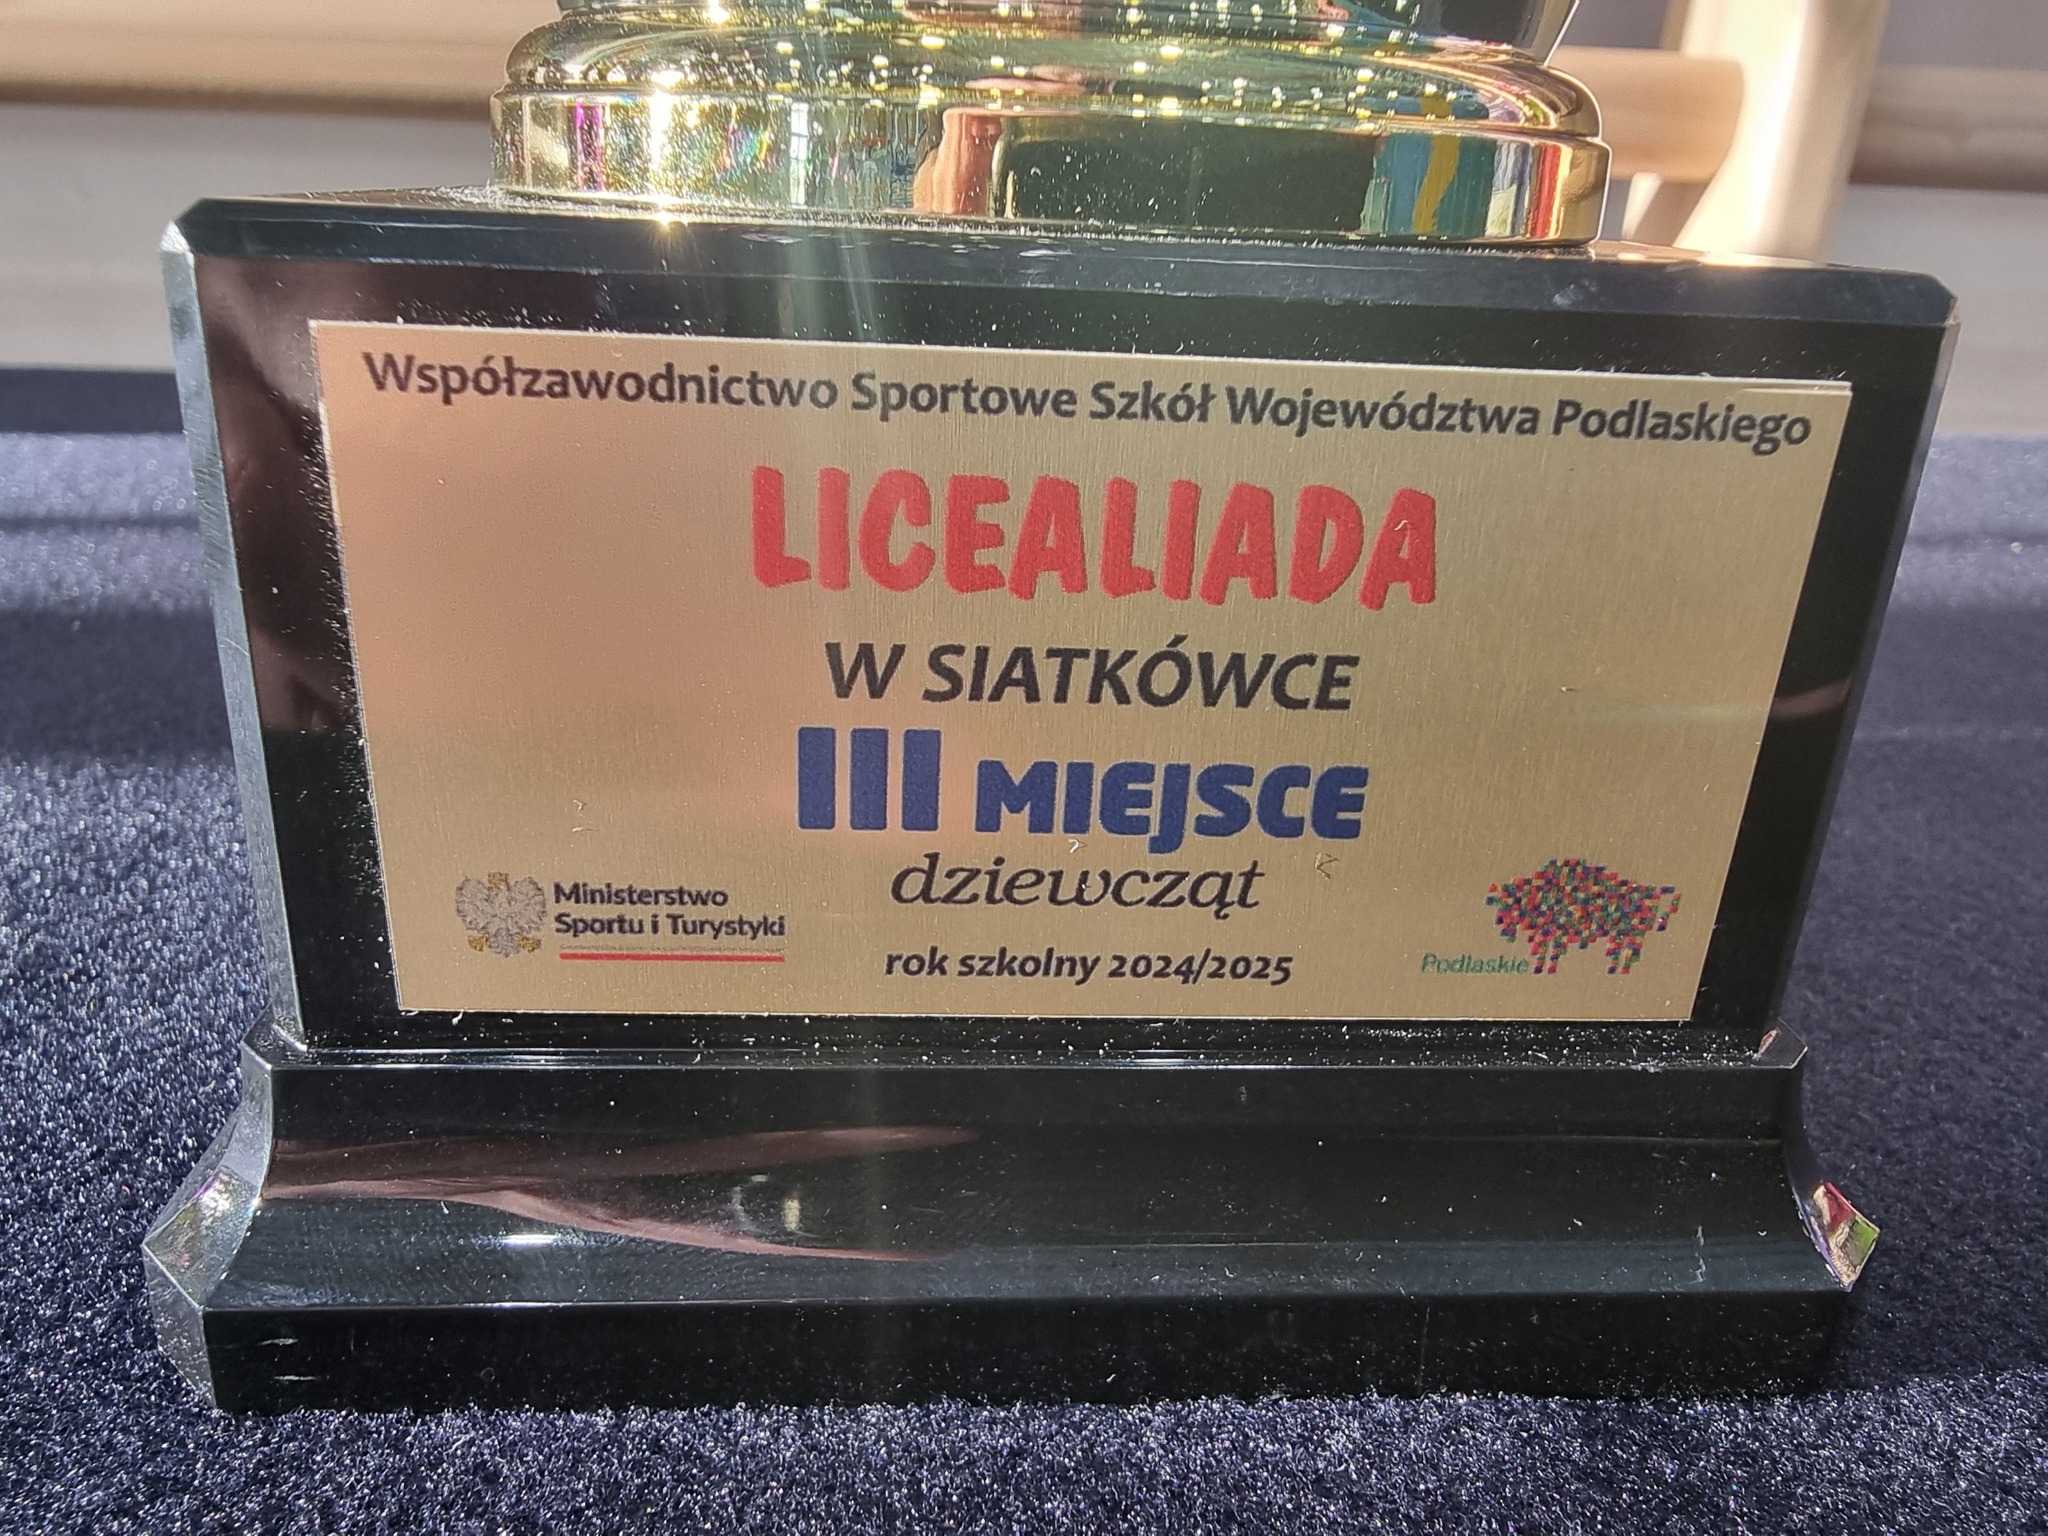 Współzawodnictwo Sportowe Szkół Województwa Podlaskiego
LICEALIADA
W SIATKÓWCE
III MIEJSCE
dziewcząt
rok szkolny 2024/2025
Ministerstwo
Sportu i Turystyki
Podlaskie